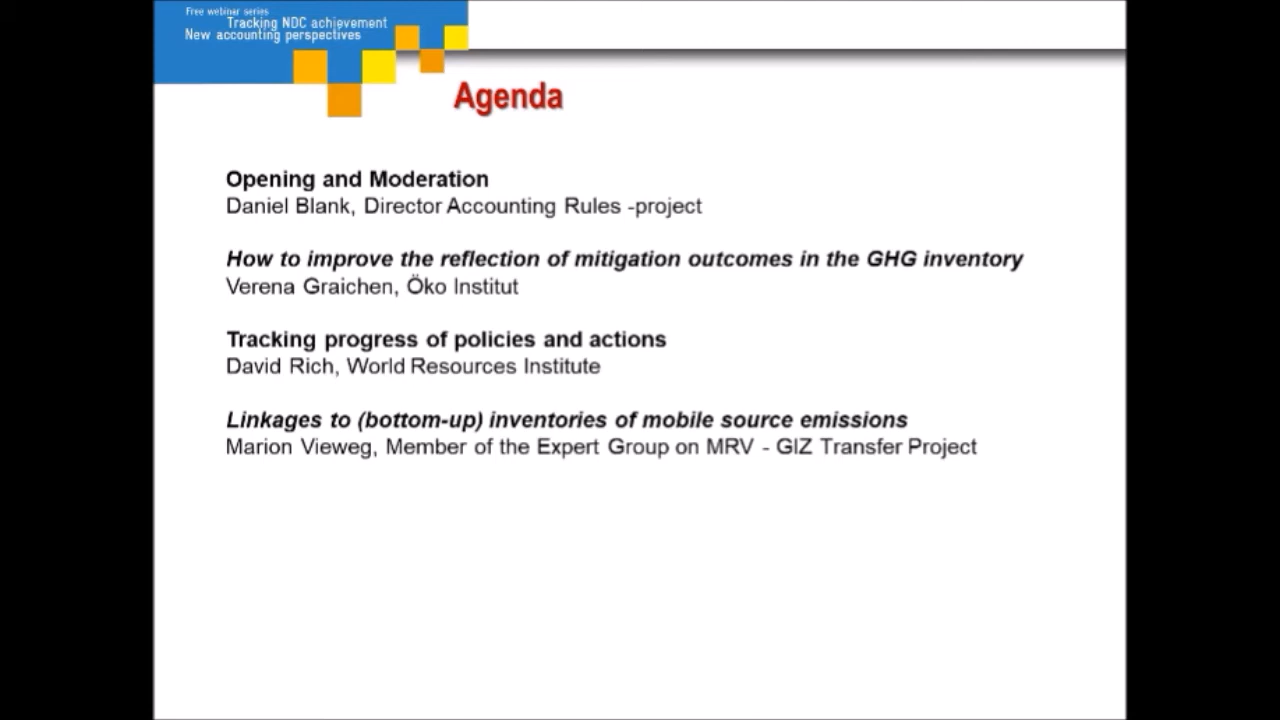 Free webinar series
Tracking NDC achievement
New accounting perspectives
Agenda
Opening and Moderation
Daniel Blank, Director Accounting Rules -project
How to improve the reflection of mitigation outcomes in the GHG inventory
Verena Graichen, Öko Institut
Tracking progress of policies and actions
David Rich, World Resources Institute
Linkages to (bottom-up) inventories of mobile source emissions
Marion Vieweg, Member of the Expert Group on MRV - GIZ Transfer Project